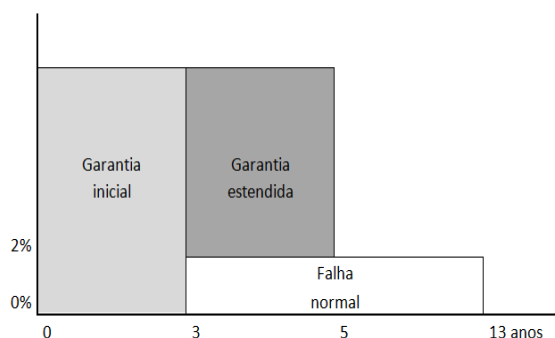 Garantia
inicial
Garantia
estendida
2%
Falha
0%
normal
0
3
5
13 anos